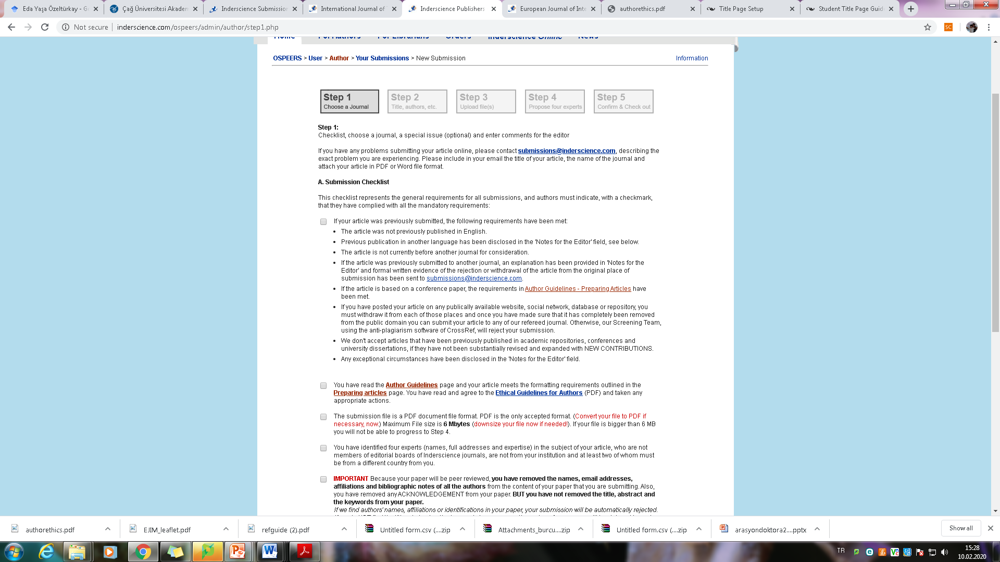 Eda Yaşa Özeltürkay - G
Çağ Üniversitesi Akaden
Inderscience Submission
International Journal of
Inderscience Publishers
European Journal of Inte
authorethics.pdf
Title Page Setup
Student Title Page Guid
Not secure
inderscience.com/ospeers/admin/author/step1.php
SC
Home
For Authors
For Librarians
Orders
Inderscience Online
News
OSPEERS > User > Author > Your Submissions > New Submission
Information
Step 1
Choose a Journal
Step 2
Title, authors, etc.
Step 3
Upload file(s)
Step 4
Propose four experts
Step 5
Confirm & Check out
Step 1:
Checklist, choose a journal, a special issue (optional) and enter comments for the editor
If you have any problems submitting your article online, please contact submissions@inderscience.com, describing the
exact problem you are experiencing. Please include in your email the title of your article, the name of the journal and
attach your article in PDF or Word file format.
A. Submission Checklist
This checklist represents the general requirements for all submissions, and authors must indicate, with a checkmark,
that they have complied with all the mandatory requirements:
If your article was previously submitted, the following requirements have been met:
• The article was not previously published in English.
• Previous publication in another language has been disclosed in the 'Notes for the Editor' field, see below.
• The article is not currently before another journal for consideration.
• If the article was previously submitted to another journal, an explanation has been provided in 'Notes for the
Editor' and formal written evidence of the rejection or withdrawal of the article from the original place of
submission has been sent to submissions@inderscience.com.
• If the article is based on a conference paper, the requirements in Author Guidelines - Preparing Articles have
been met.
• If you have posted your article on any publically available website, social network, database or repository, you
must withdraw it from each of those places and once you have made sure that it has completely been removed
from the public domain you can submit your article to any of our refereed journal. Otherwise, our Screening Team,
using the anti-plagiarism software of CrossRef, will reject your submission.
• We don't accept articles that have been previously published in academic repositories, conferences and
university dissertations, if they have not been substantially revised and expanded with NEW CONTRIBUTIONS.
• Any exceptional circumstances have been disclosed in the 'Notes for the Editor' field.
You have read the Author Guidelines page and your article meets the formatting requirements outlined in the
Preparing articles page. You have read and agree to the Ethical Guidelines for Authors (PDF) and taken any
appropriate actions.
The submission file is a PDF document file format. PDF is the only accepted format. (Convert your file to PDF if
necessary, now.) Maximum File size is 6 Mbytes (downsize your file now if needed!). If your file is bigger than 6 MB
you will not be able to progress to Step 4.
You have identified four experts (names, full addresses and expertise) in the subject of your article, who are not
members of editorial boards of Inderscience journals, are not from your institution and at least two of whom must
be from a different country from you.
IMPORTANT Because your paper will be peer reviewed, you have removed the names, email addresses,
affiliations and bibliographic notes of all the authors from the content of your paper that you are submitting. Also,
you have removed any ACKNOWLEDGEMENT from your paper. BUT you have not removed the title, abstract and
the keywords from your paper.
If we find authors' names, affiliations or identifications in your paper, your submission will be automatically rejected.
authorethics.pdf
EJIM_leaflet.pdf
refguide (2).pdf
Untitled form.csv (....zip
Attachments_burcu....zip
Untitled form.csv (....zip
arasyondoktora2....pptx
Show all
TR
15:28
10.02.2020